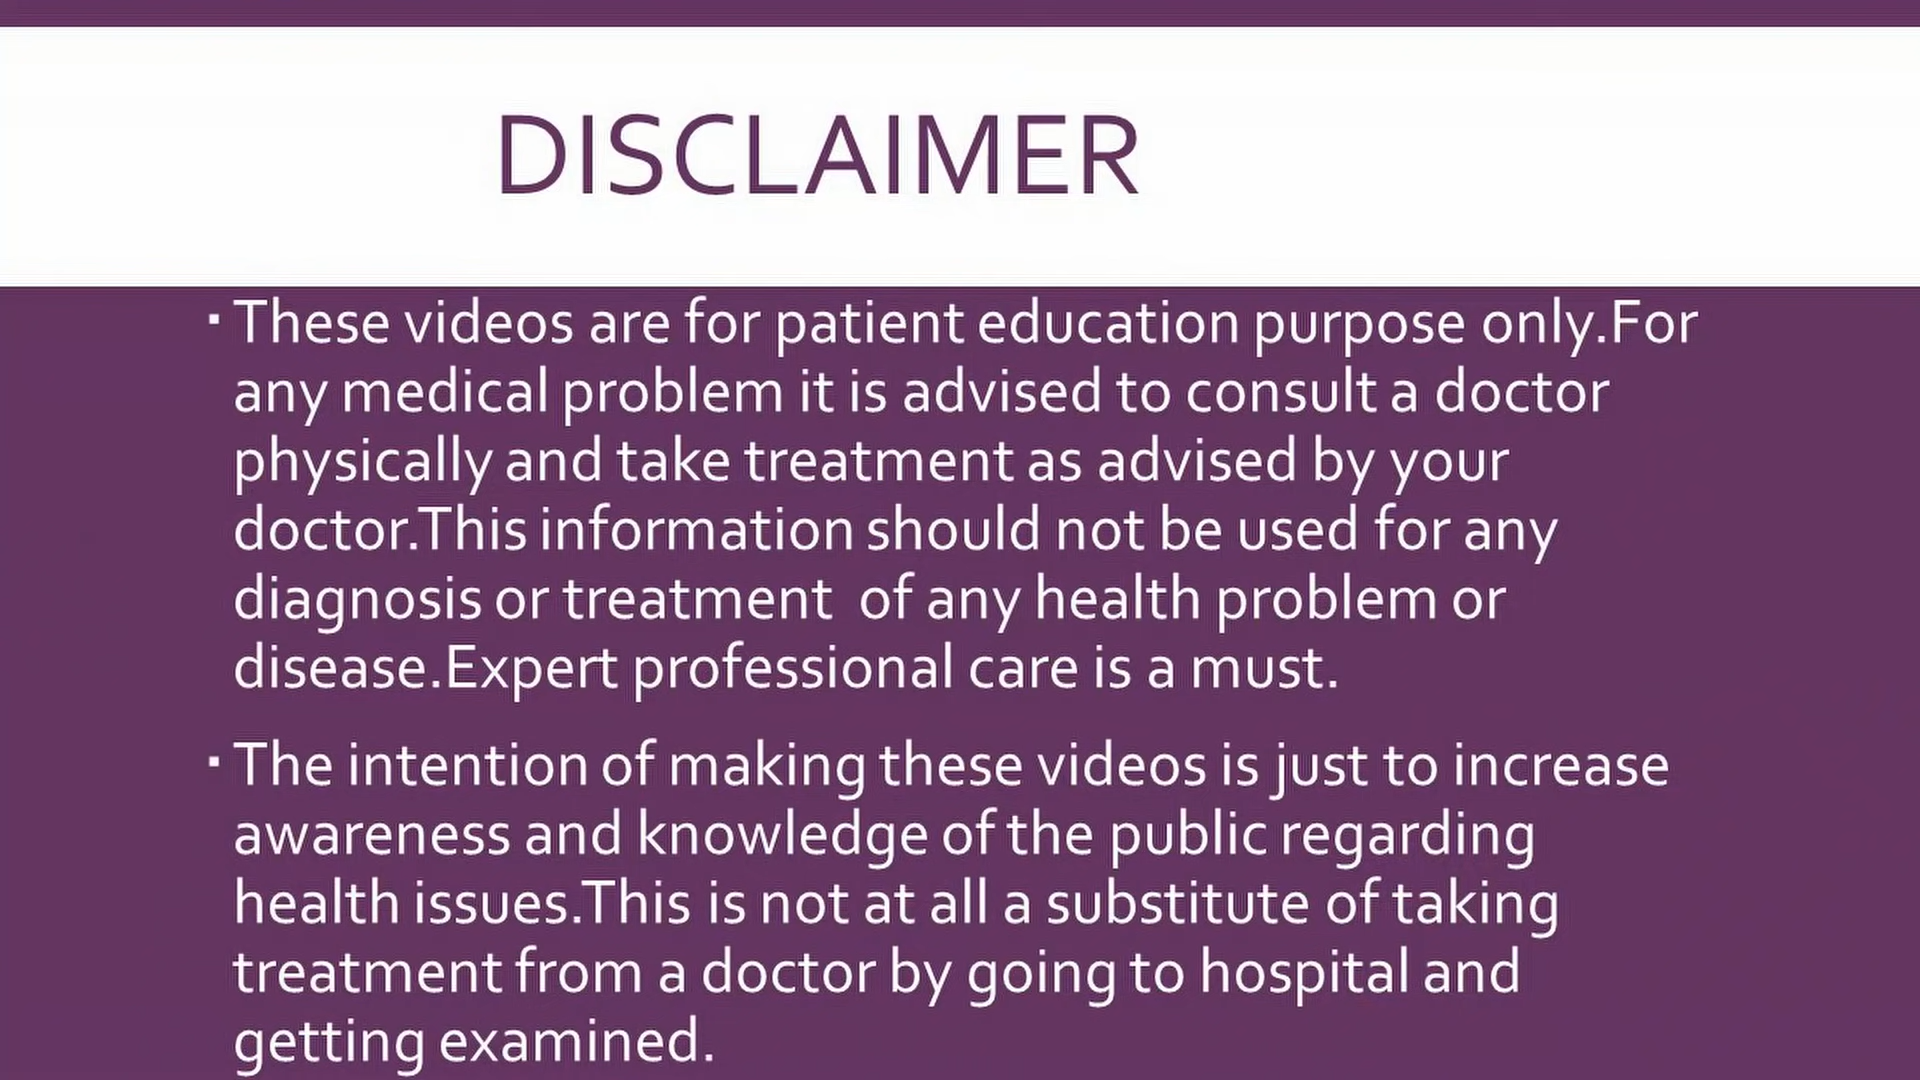 DISCLAIMER
▪ These videos are for patient education purpose only.For
any medical problem it is advised to consult a doctor
physically and take treatment as advised by your
doctor.This information should not be used for any
diagnosis or treatment  of any health problem or
disease.Expert professional care is a must.
▪ The intention of making these videos is just to increase
awareness and knowledge of the public regarding
health issues.This is not at all a substitute of taking
treatment from a doctor by going to hospital and
getting examined.